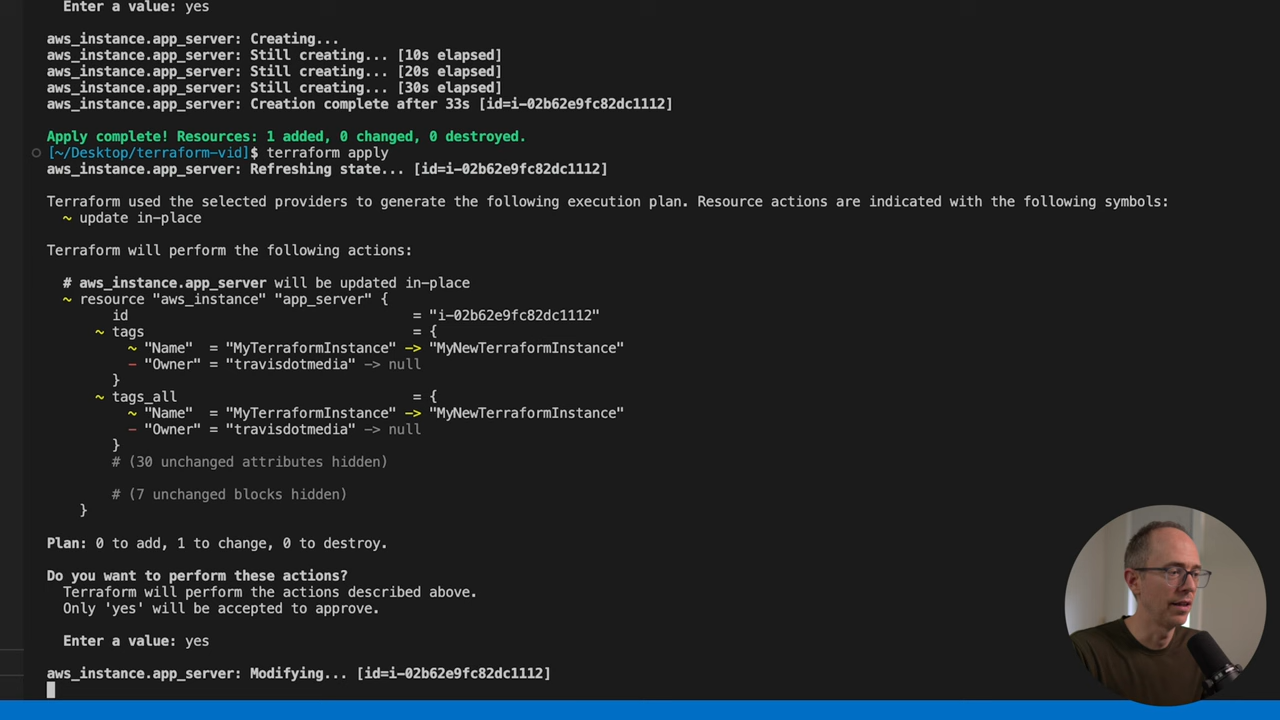 Enter a value: yes
aws_instance.app_server: Creating...
aws_instance.app_server: Still creating... [10s elapsed]
aws_instance.app_server: Still creating... [20s elapsed]
aws_instance.app_server: Still creating... [30s elapsed]
aws_instance.app_server: Creation complete after 33s [id=i-02b62e9fc82dc1112]
Apply complete! Resources: 1 added, 0 changed, 0 destroyed.
[~/Desktop/terraform-vid]$ terraform apply
aws_instance.app_server: Refreshing state... [id=i-02b62e9fc82dc1112]
Terraform used the selected providers to generate the following execution plan. Resource actions are indicated with the following symbols:
~ update in-place
Terraform will perform the following actions:
# aws_instance.app_server will be updated in-place
~ resource "aws_instance" "app_server" {
id = "i-02b62e9fc82dc1112"
~ tags = {
~ "Name" = "MyTerraformInstance" -> "MyNewTerraformInstance"
- "Owner" = "travisdotmedia" -> null
}
~ tags_all = {
~ "Name" = "MyTerraformInstance" -> "MyNewTerraformInstance"
- "Owner" = "travisdotmedia" -> null
}
# (30 unchanged attributes hidden)
# (7 unchanged blocks hidden)
}
Plan: 0 to add, 1 to change, 0 to destroy.
Do you want to perform these actions?
Terraform will perform the actions described above.
Only 'yes' will be accepted to approve.
Enter a value: yes
aws_instance.app_server: Modifying... [id=i-02b62e9fc82dc1112]